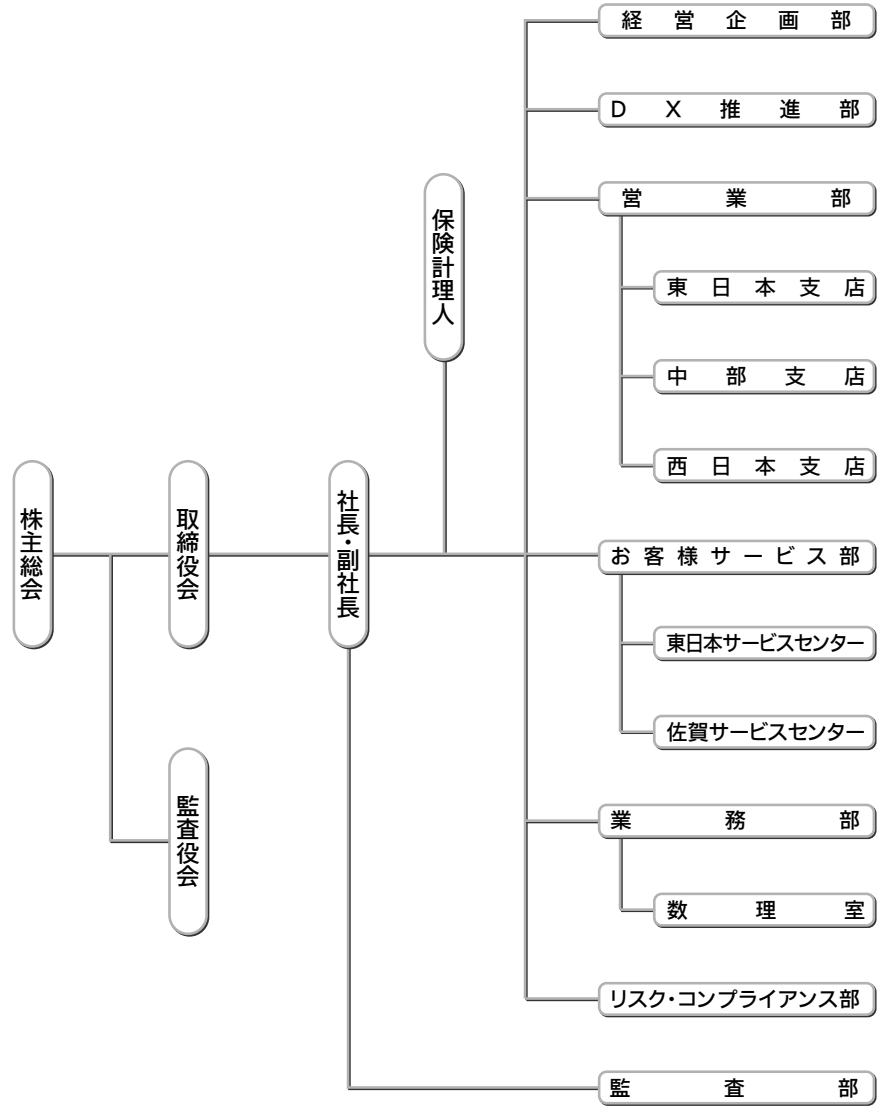 株主総会
取締役会
監査役会
社長・副社長
保険計理人
経営企画部
DX推進部
営業部
東日本支店
中部支店
西日本支店
お客様サービス部
東日本サービスセンター
佐賀サービスセンター
業務部
数理室
リスク・コンプライアンス部
監査部